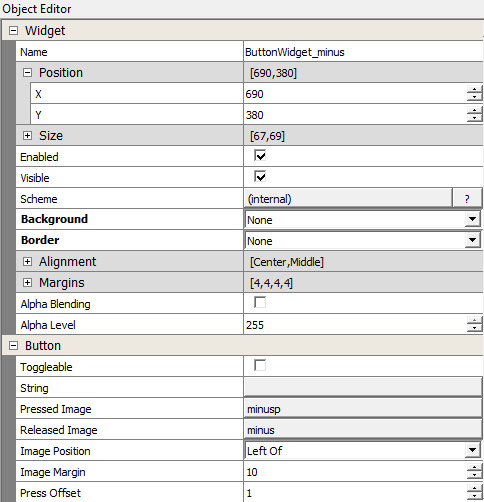 Object Editor
Widget
Name ButtonWidget_minus
Position [690,380]
X 690
Y 380
Size [67,69]
Enabled
Visible
Scheme (internal) ?
Background None
Border None
Alignment [Center,Middle]
Margins [4,4,4,4]
Alpha Blending
Alpha Level 255
Button
Toggleable
String
Pressed Image minusp
Released Image minus
Image Position Left Of
Image Margin 10
Press Offset 1